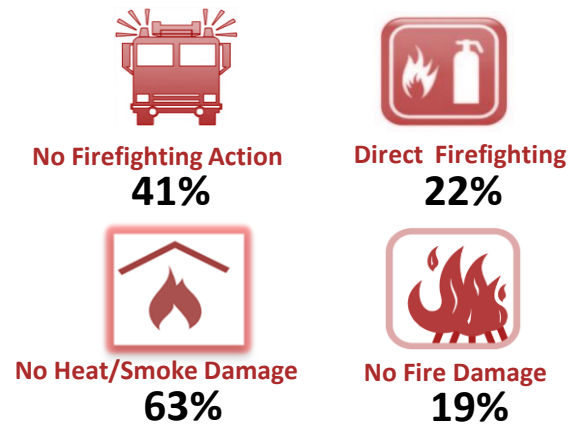 No Firefighting Action
41%
Direct Firefighting
22%
No Heat/Smoke Damage
63%
No Fire Damage
19%